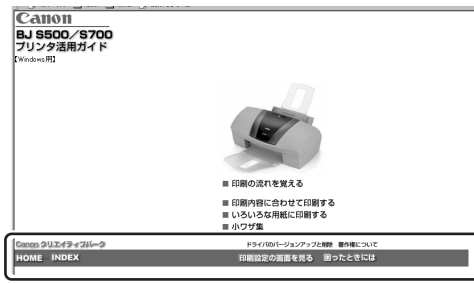 Canon
BJ S500／S700
プリンタ活用ガイド
【Windows用】
■ 印刷の流れを覚える
■ 印刷内容に合わせて印刷する
■ いろいろな用紙に印刷する
■ 小ワザ集
Canon クリエイティブパーク ドライバのバージョンアップと削除 著作権について
HOME INDEX 印刷設定の画面を見る 困ったときには